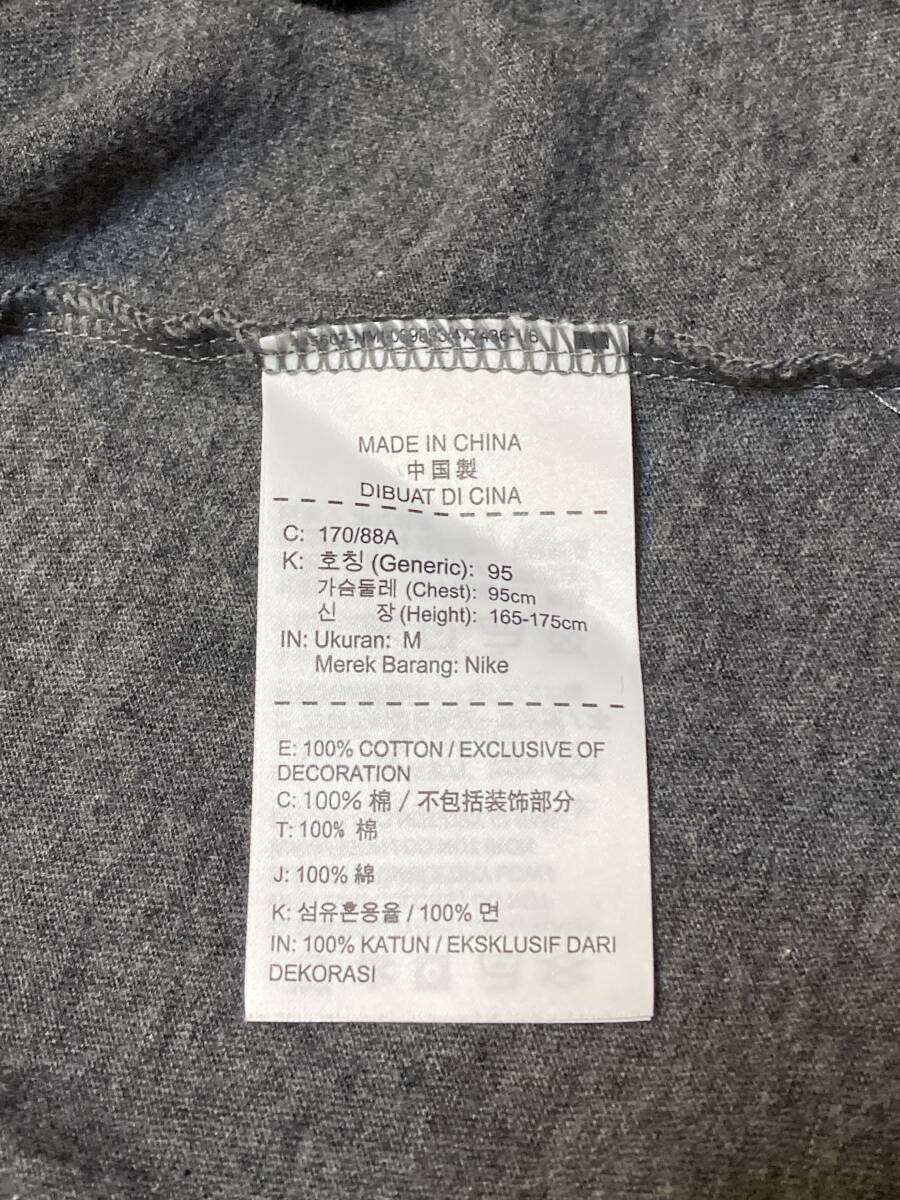 MADE IN CHINA
中国製
DIBUAT DI CINA
C: 170/88A
K: 호칭 (Generic): 95
가슴둘레 (Chest): 95cm
신 장 (Height): 165-175cm
IN: Ukuran: M
Merek Barang: Nike
E: 100% COTTON / EXCLUSIVE OF
DECORATION
C: 100% 棉 / 不包括装饰部分
T: 100% 棉
J: 100% 綿
K: 섬유혼용율 / 100% 면
IN: 100% KATUN / EKSKLUSIF DARI
DEKORASI